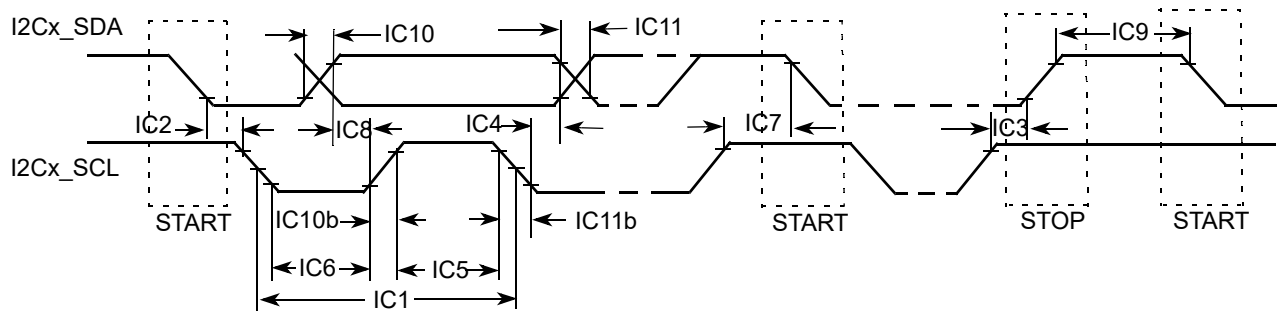 I2Cx_SDA
IC10
IC11
IC9
IC2
IC8
IC4
IC7
IC3
I2Cx_SCL
START
IC10b
IC11b
START
STOP
START
IC6
IC5
IC1